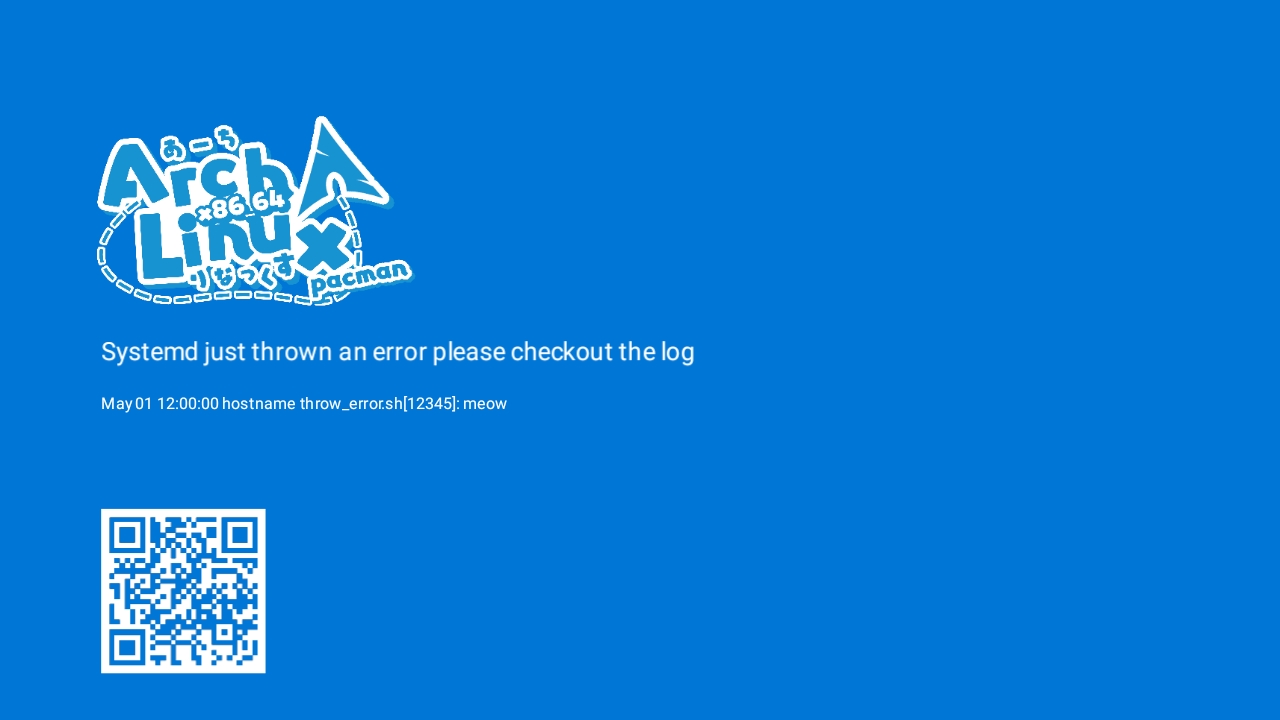 あーち
Arch
x86_64
Linux
りなっくす
pacman
Systemd just thrown an error please checkout the log
May 01 12:00:00 hostname throw_error.sh[12345]: meow